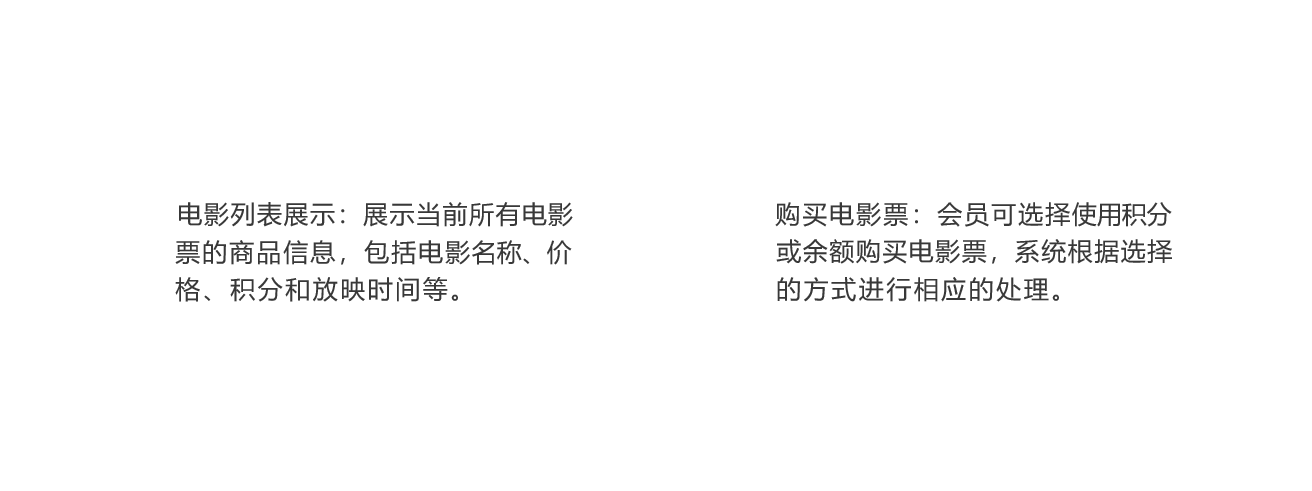 电影列表展示：展示当前所有电影
票的商品信息，包括电影名称、价
格、积分和放映时间等。
购买电影票：会员可选择使用积分
或余额购买电影票，系统根据选择
的方式进行相应的处理。